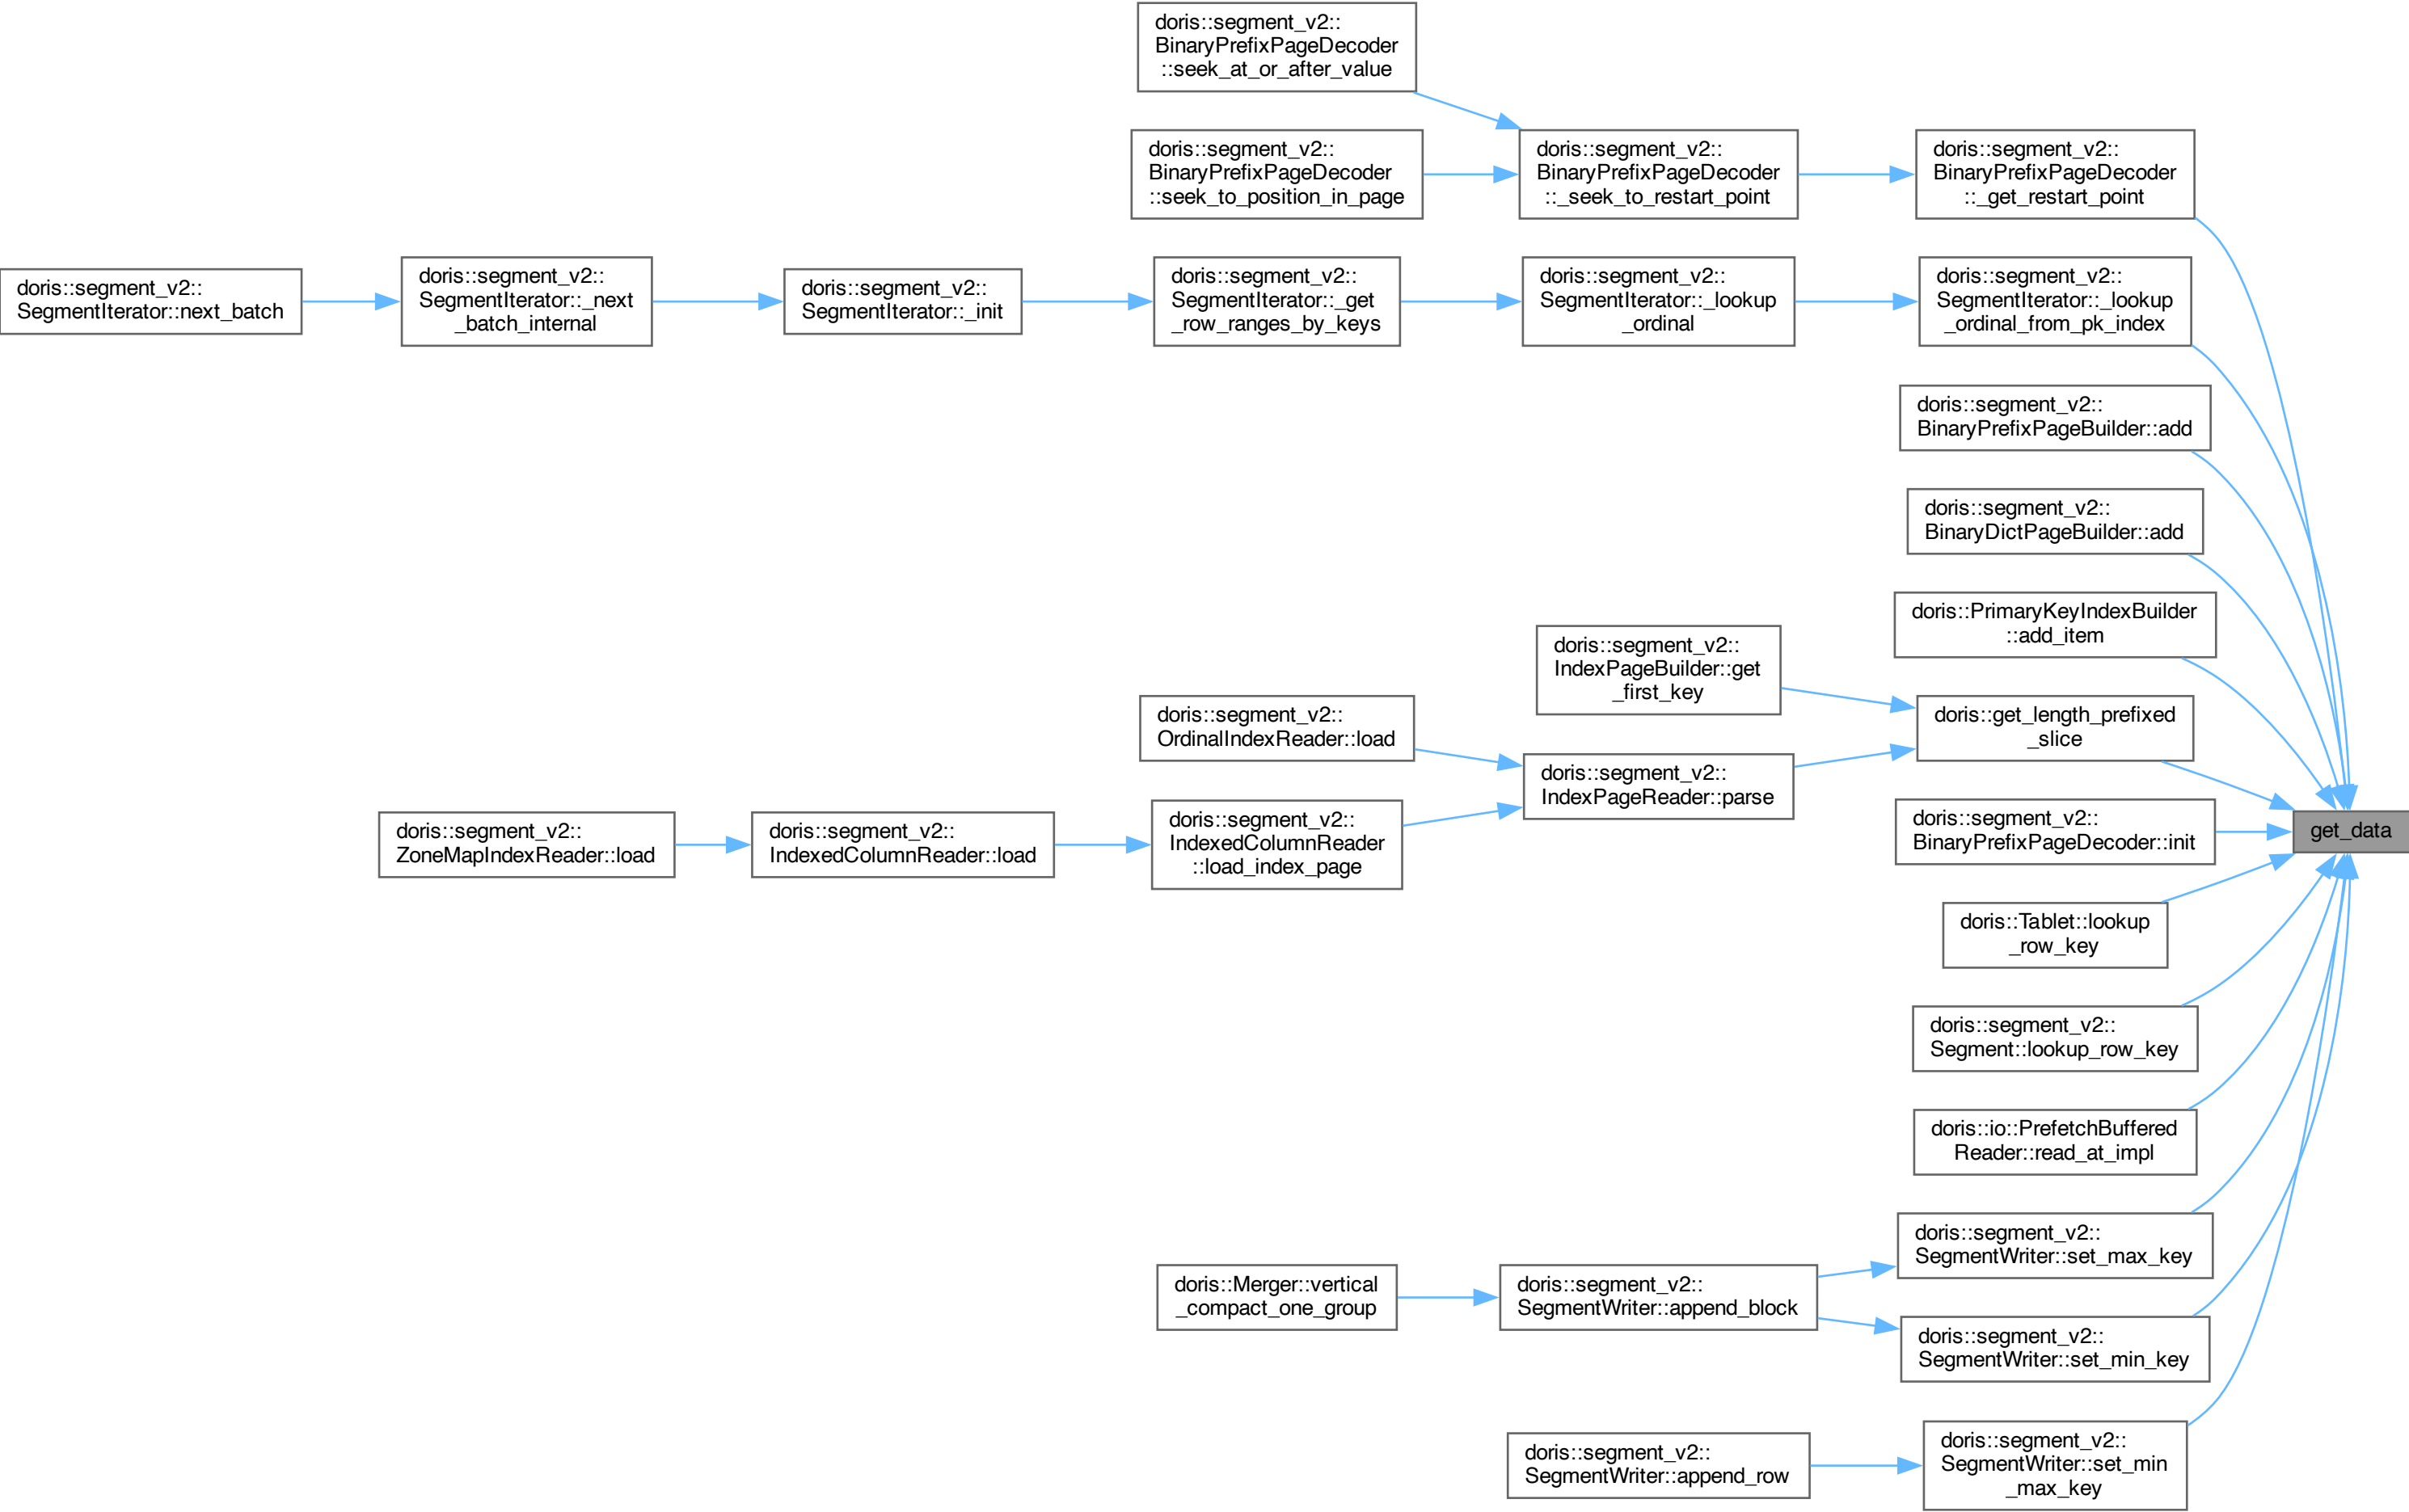 doris::segment_v2::
BinaryPrefixPageDecoder
::seek_at_or_after_value
doris::segment_v2::
BinaryPrefixPageDecoder
::seek_to_position_in_page
doris::segment_v2::
BinaryPrefixPageDecoder
::_seek_to_restart_point
doris::segment_v2::
BinaryPrefixPageDecoder
::_get_restart_point
doris::segment_v2::
SegmentIterator::next_batch
doris::segment_v2::
SegmentIterator::_next
_batch_internal
doris::segment_v2::
SegmentIterator::_init
doris::segment_v2::
SegmentIterator::_get
_row_ranges_by_keys
doris::segment_v2::
SegmentIterator::_lookup
_ordinal
doris::segment_v2::
SegmentIterator::_lookup
_ordinal_from_pk_index
doris::segment_v2::
BinaryPrefixPageBuilder::add
doris::segment_v2::
BinaryDictPageBuilder::add
doris::PrimaryKeyIndexBuilder
::add_item
doris::segment_v2::
IndexPageBuilder::get
_first_key
doris::get_length_prefixed
_slice
doris::segment_v2::
OrdinalIndexReader::load
doris::segment_v2::
IndexPageReader::parse
doris::segment_v2::
ZoneMapIndexReader::load
doris::segment_v2::
IndexedColumnReader::load
doris::segment_v2::
IndexedColumnReader
::load_index_page
doris::segment_v2::
BinaryPrefixPageDecoder::init
get_data
doris::Tablet::lookup
_row_key
doris::segment_v2::
Segment::lookup_row_key
doris::io::PrefetchBuffered
Reader::read_at_impl
doris::segment_v2::
SegmentWriter::set_max_key
doris::Merger::vertical
_compact_one_group
doris::segment_v2::
SegmentWriter::append_block
doris::segment_v2::
SegmentWriter::set_min_key
doris::segment_v2::
SegmentWriter::append_row
doris::segment_v2::
SegmentWriter::set_min
_max_key